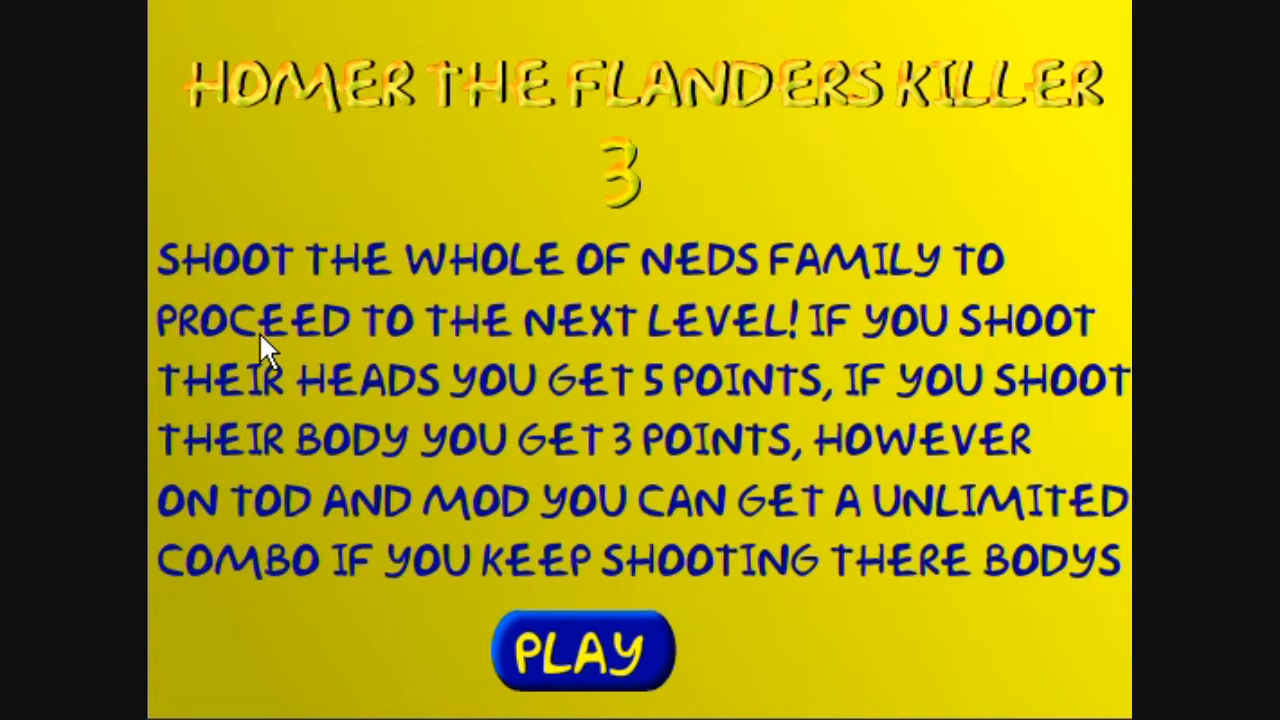 HOMER THE FLANDERS KILLER
3
SHOOT THE WHOLE OF NEDS FAMILY TO
PROCEED TO THE NEXT LEVEL! IF YOU SHOOT
THEIR HEADS YOU GET 5 POINTS, IF YOU SHOOT
THEIR BODY YOU GET 3 POINTS, HOWEVER
ON TOD AND MOD YOU CAN GET A UNLIMITED
COMBO IF YOU KEEP SHOOTING THERE BODYS
PLAY